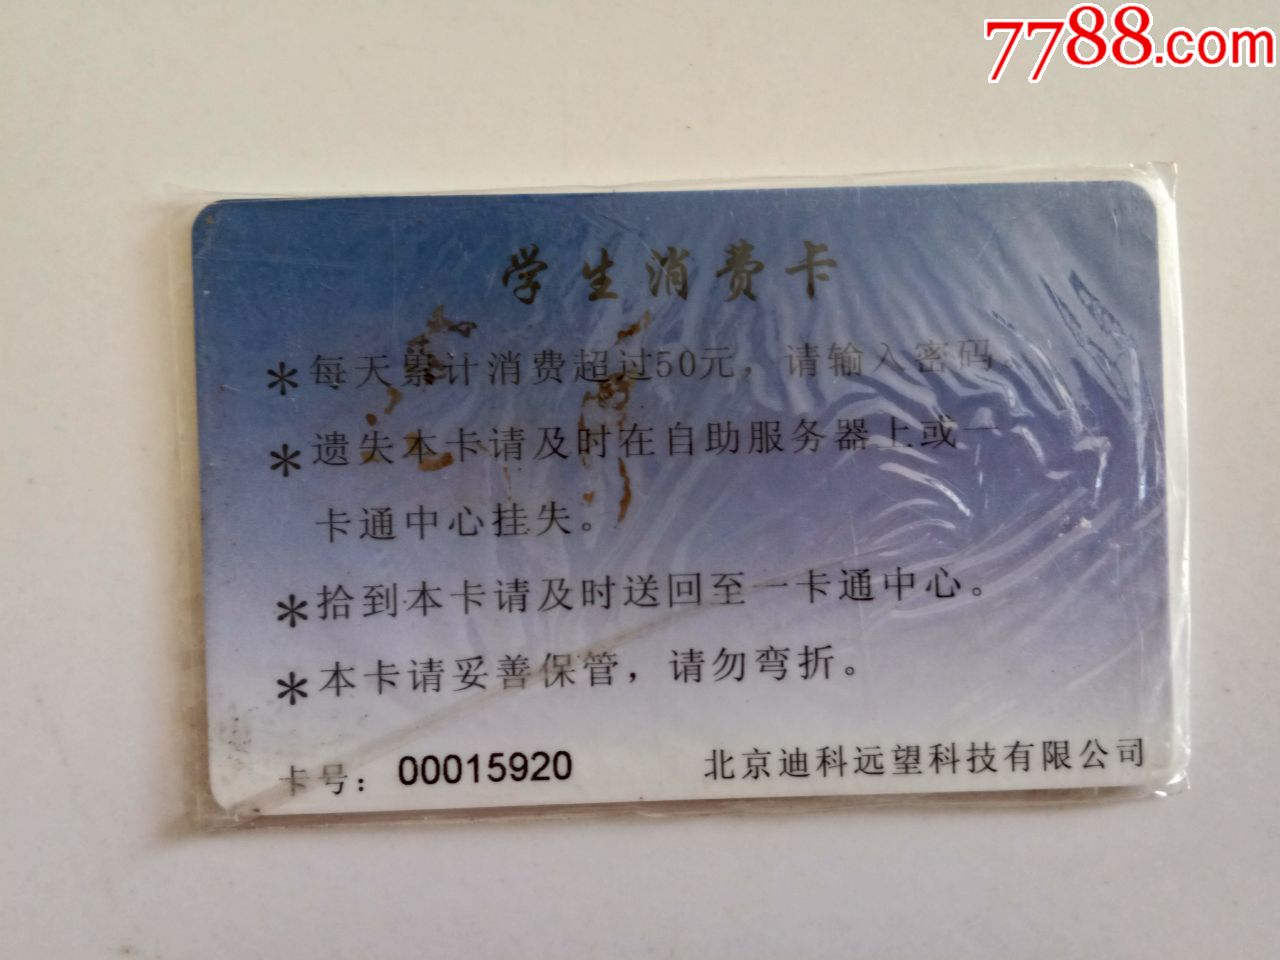 7788.com
学生消费卡
*每天累计消费超过50元，请输入密码。
*遗失本卡请及时在自助服务器上或一
卡通中心挂失。
*拾到本卡请及时送回至一卡通中心。
*本卡请妥善保管，请勿弯折。
卡号：00015920 北京迪科远望科技有限公司